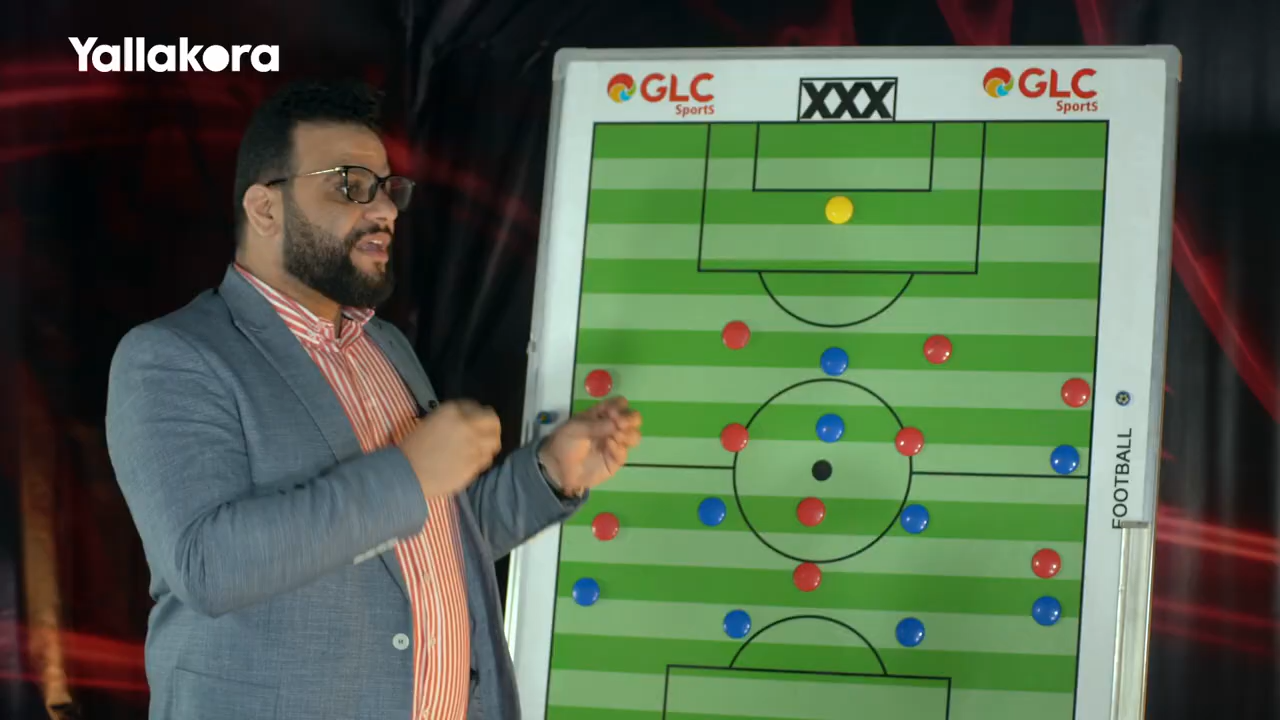 Yallakora
GLC
Sports
XXX
GLC
Sports
FOOTBALL